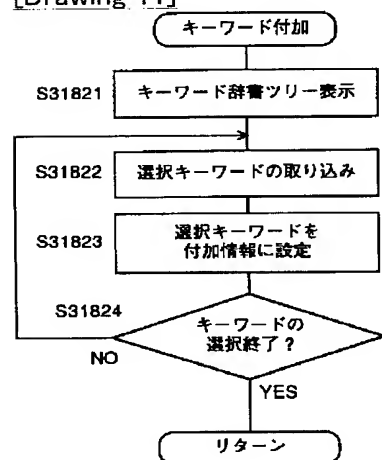 [Drawing 11]
キーワード付加
S31821
キーワード辞書ツリー表示
S31822
選択キーワードの取り込み
S31823
選択キーワードを
付加情報に設定
S31824
キーワードの
選択終了?
NO
YES
リターン